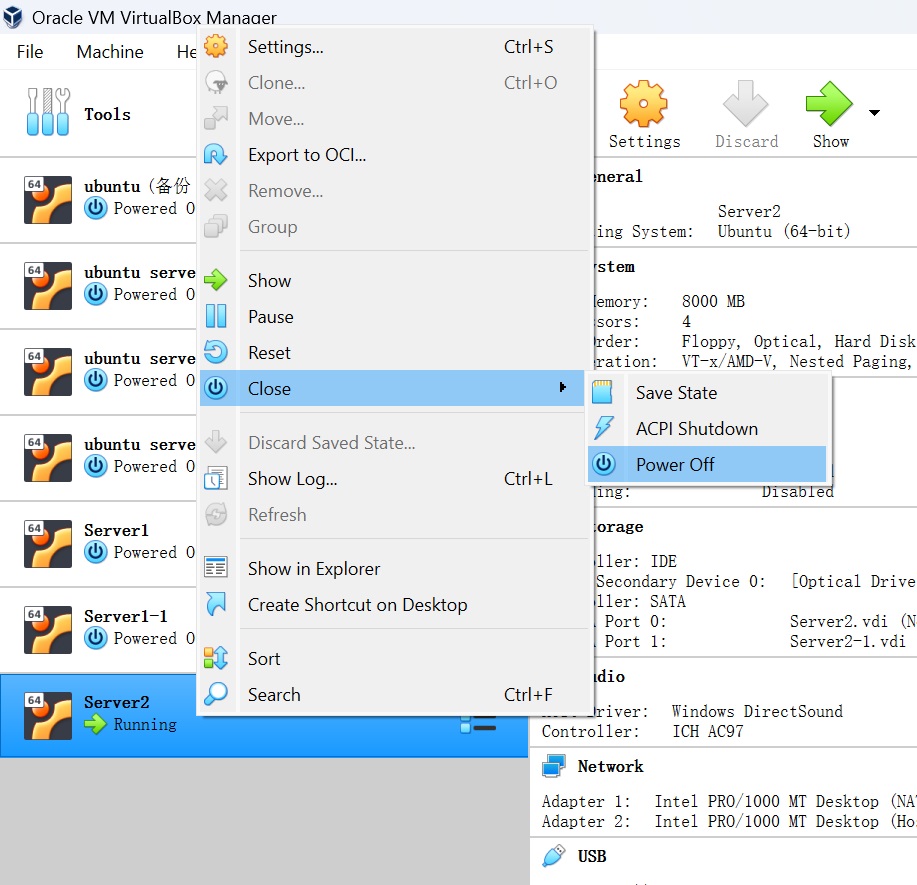 Oracle VM VirtualBox Manager
File Machine He
Tools
ubuntu (备份
Powered O
ubuntu serve
Powered O
ubuntu serve
Powered O
ubuntu serve
Powered O
Server1
Powered O
Server1-1
Powered O
Server2
Running
Settings... Ctrl+S
Clone... Ctrl+O
Move...
Export to OCI...
Remove...
Group
Show
Pause
Reset
Close
Discard Saved State...
Show Log... Ctrl+L
Refresh
Show in Explorer
Create Shortcut on Desktop
Sort
Search Ctrl+F
Save State
ACPI Shutdown
Power Off
Settings Discard Show
neral
Server2
ing System: Ubuntu (64-bit)
stem
emory: 8000 MB
sors: 4
rder: Floppy, Optical, Hard Disk
ration: VT-x/AMD-V, Nested Paging,
ing: Disabled
orage
ller: IDE
Secondary Device 0: [Optical Drive
ller: SATA
Port 0: Server2.vdi (N
Port 1: Server2-1.vdi
dio
Driver: Windows DirectSound
Controller: ICH AC97
Network
Adapter 1: Intel PRO/1000 MT Desktop (NA
Adapter 2: Intel PRO/1000 MT Desktop (Ho
USB